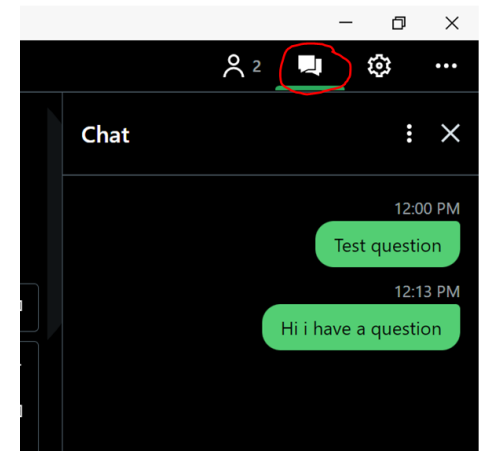 2
Chat
12:00 PM
Test question
12:13 PM
Hi i have a question